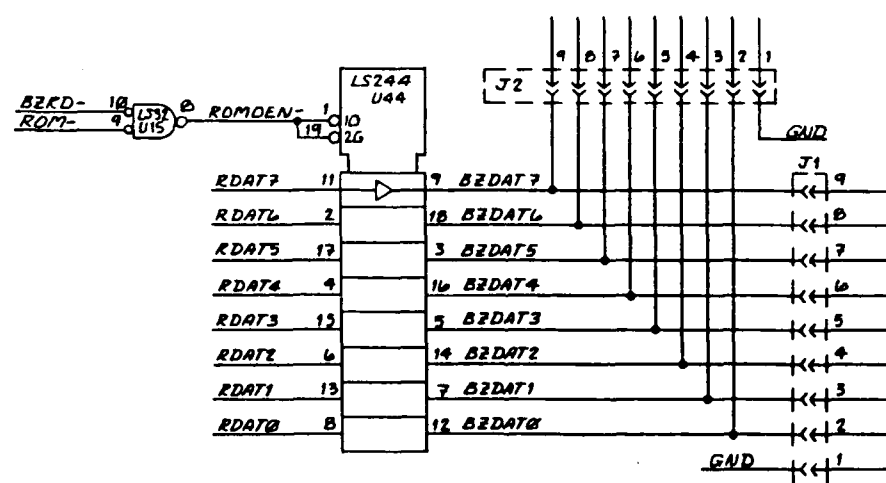 9 8 7 6 5 4 3 2 1
J2
LS244
U44
BZRD- 10 8 ROMDEN- 1 1G
ROM- 9 LS32 U15 19 2G
GND
J1
RDAT7 11 9 BZDAT7 9
RDAT6 2 18 BZDAT6 8
RDAT5 17 3 BZDAT5 7
RDAT4 4 16 BZDAT4 6
RDAT3 15 5 BZDAT3 5
RDAT2 6 14 BZDAT2 4
RDAT1 13 7 BZDAT1 3
RDAT0 8 12 BZDAT0 2
GND 1